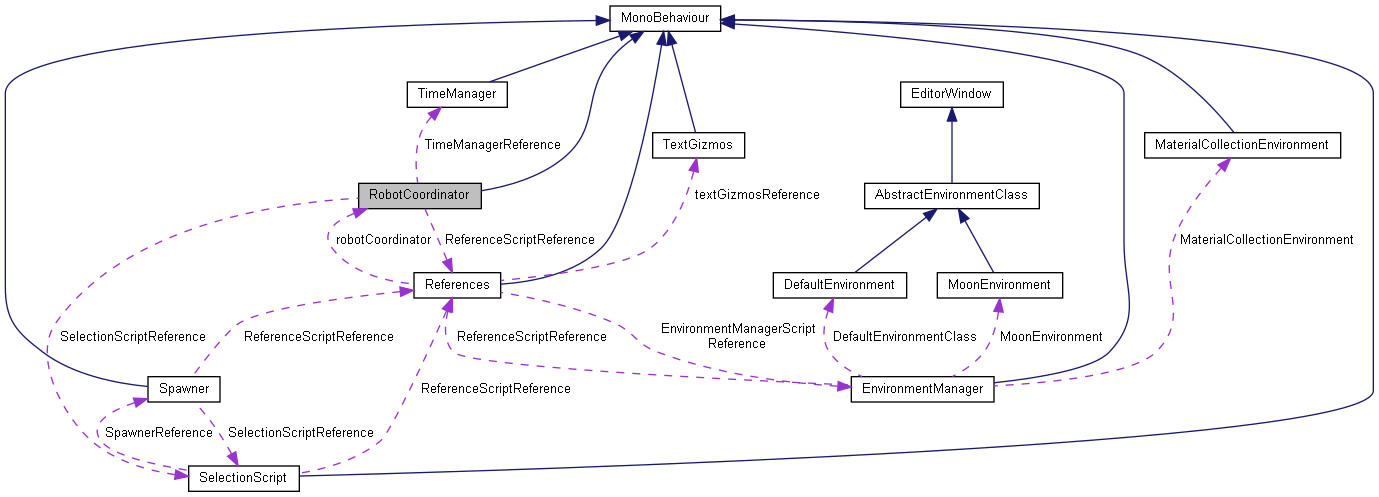 MonoBehaviour
TimeManager
EditorWindow
TimeManagerReference
TextGizmos
MaterialCollectionEnvironment
RobotCoordinator
textGizmosReference
AbstractEnvironmentClass
robotCoordinator
ReferenceScriptReference
MaterialCollectionEnvironment
References
DefaultEnvironment
MoonEnvironment
SelectionScriptReference
ReferenceScriptReference
ReferenceScriptReference
EnvironmentManagerScript
Reference
DefaultEnvironmentClass
MoonEnvironment
Spawner
ReferenceScriptReference
EnvironmentManager
SpawnerReference
SelectionScriptReference
SelectionScript